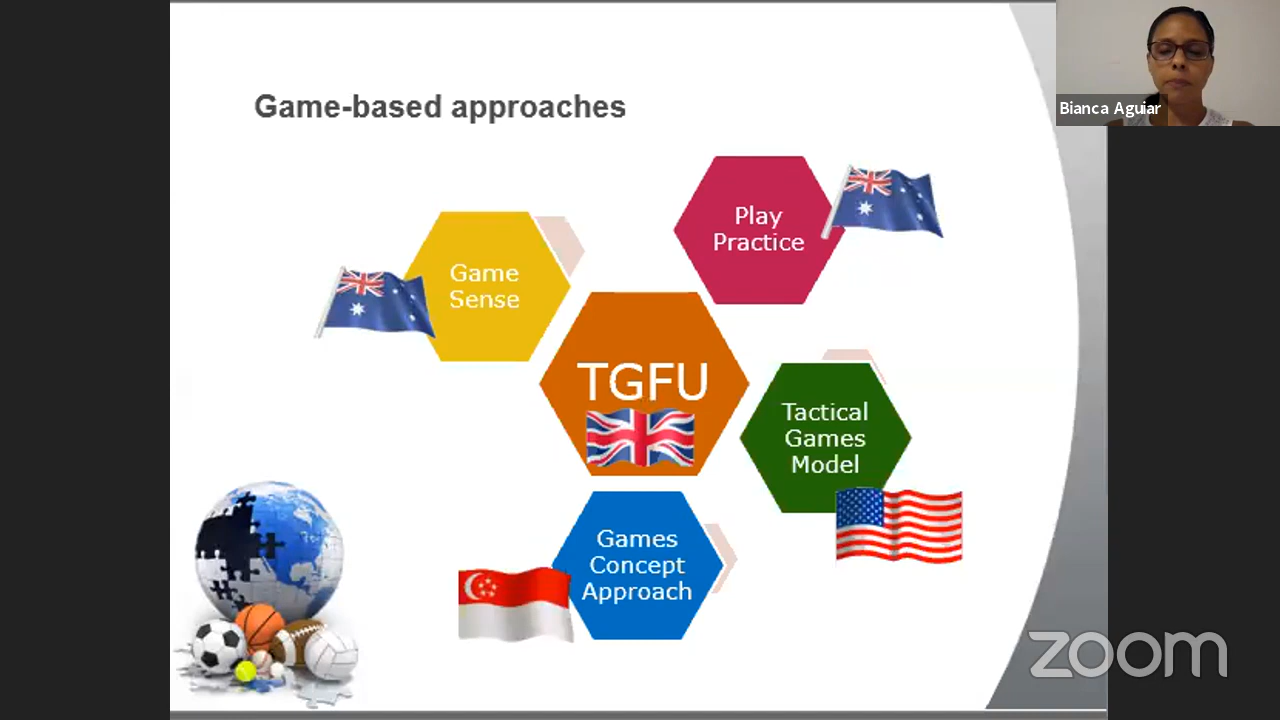 Game-based approaches
Bianca Aguiar
Play
Practice
Game
Sense
TGFU
Tactical
Games
Model
Games
Concept
Approach
zoom